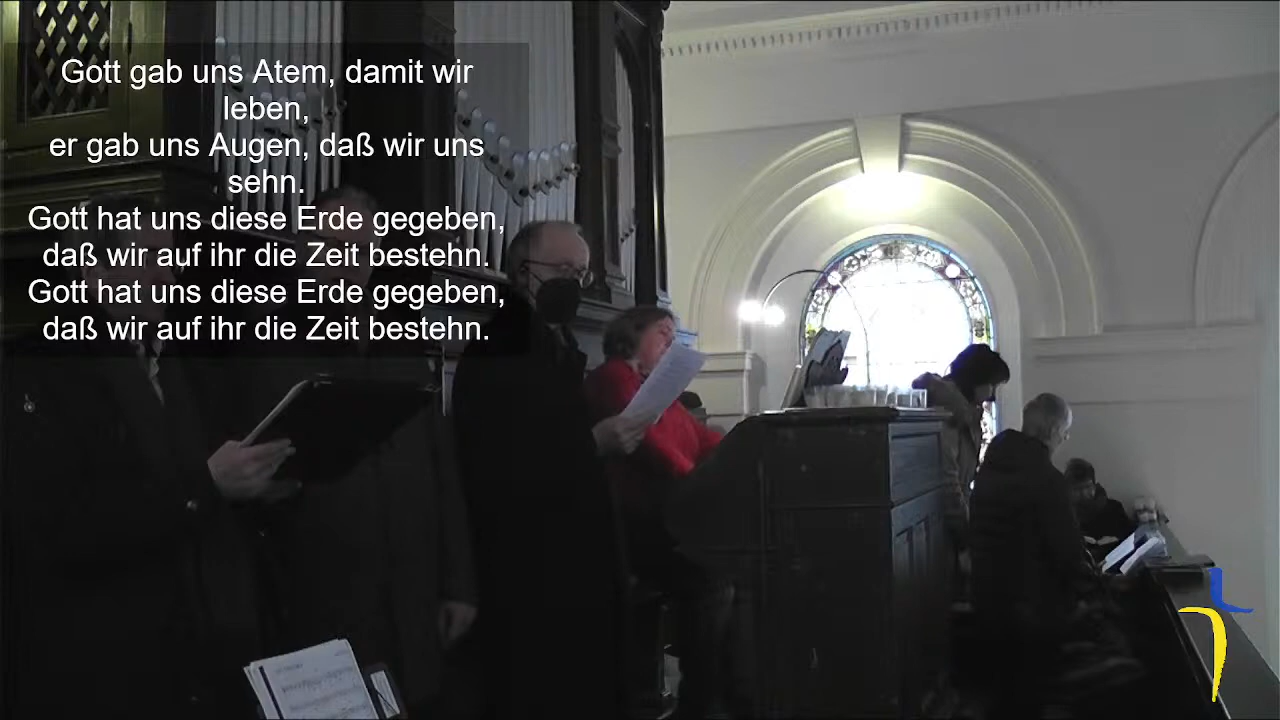 Gott gab uns Atem, damit wir
leben,
er gab uns Augen, daß wir uns
sehn.
Gott hat uns diese Erde gegeben,
daß wir auf ihr die Zeit bestehn.
Gott hat uns diese Erde gegeben,
daß wir auf ihr die Zeit bestehn.